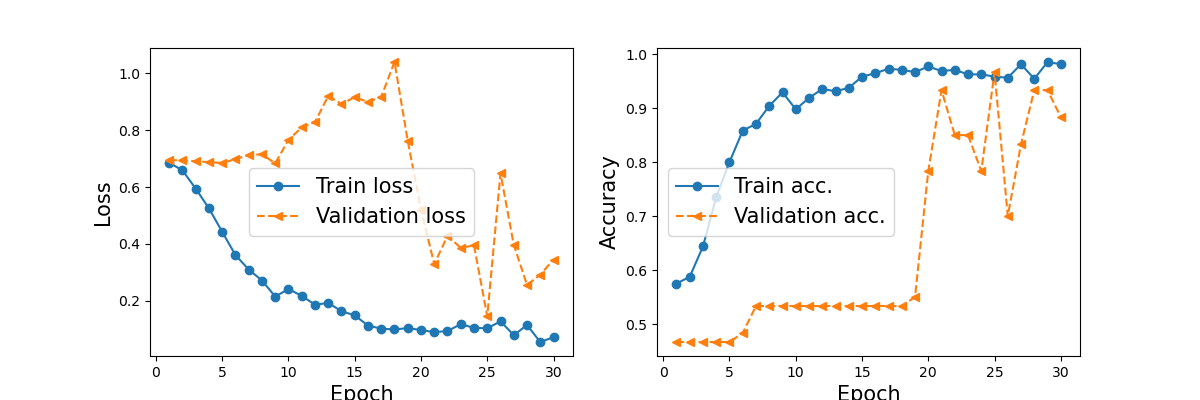 1.0
0.8
0.6
0.4
0.2
Loss
Train loss
Validation loss
0 5 10 15 20 25 30
Epoch
1.0
0.9
0.8
0.7
0.6
0.5
Accuracy
Train acc.
Validation acc.
0 5 10 15 20 25 30
Epoch